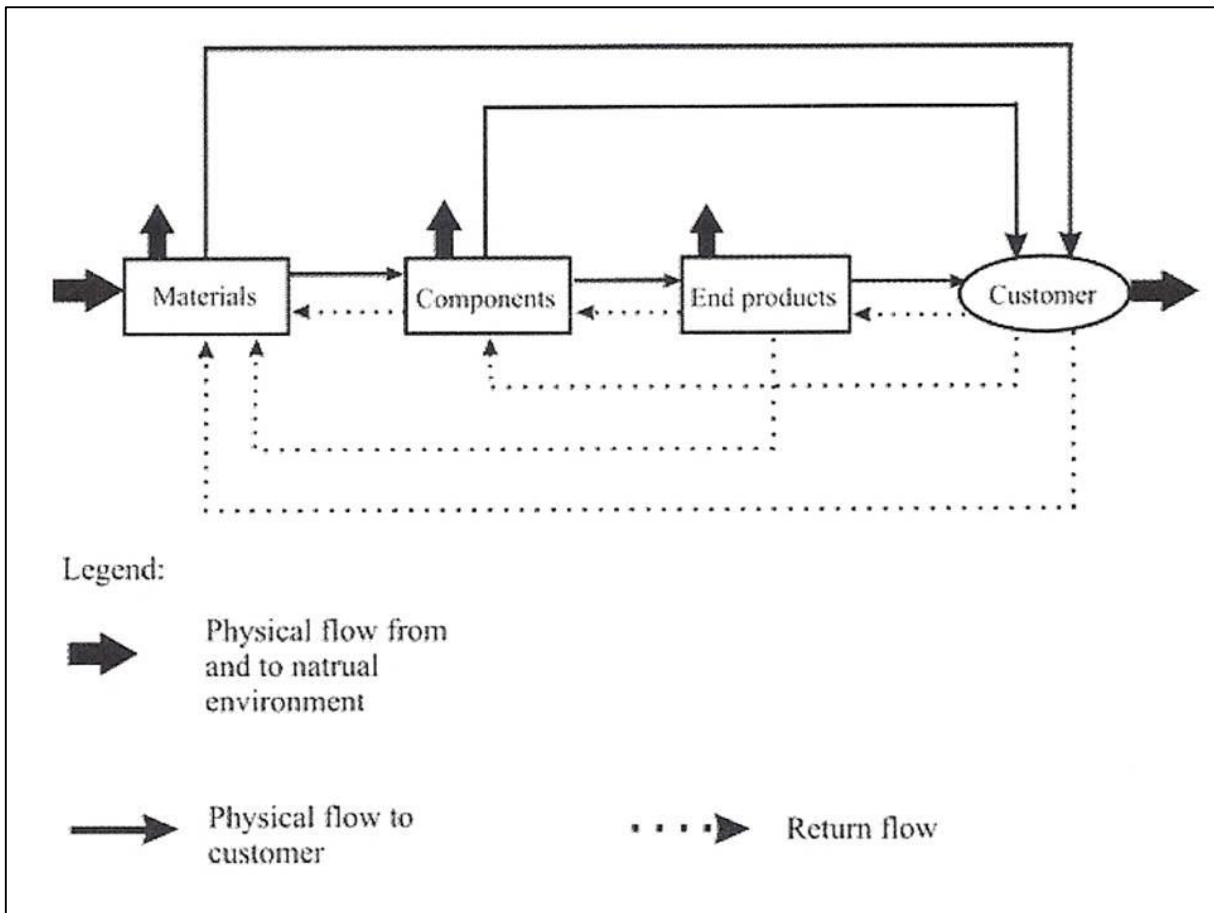 Materials
Components
End products
Customer
Legend:
Physical flow from
and to natrual
environment
Physical flow to
customer
Return flow